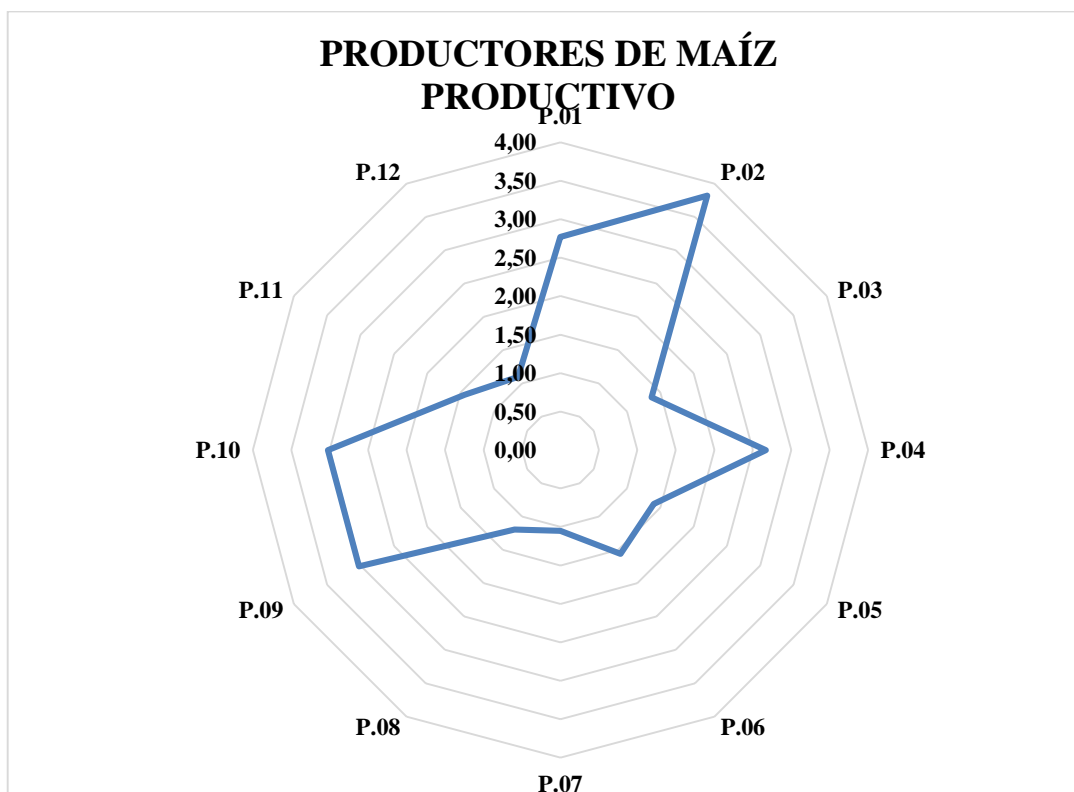 PRODUCTORES DE MAÍZ
PRODUCTIVO
P.01
P.02
P.03
P.04
P.05
P.06
P.07
P.08
P.09
P.10
P.11
P.12
4,00
3,50
3,00
2,50
2,00
1,50
1,00
0,50
0,00